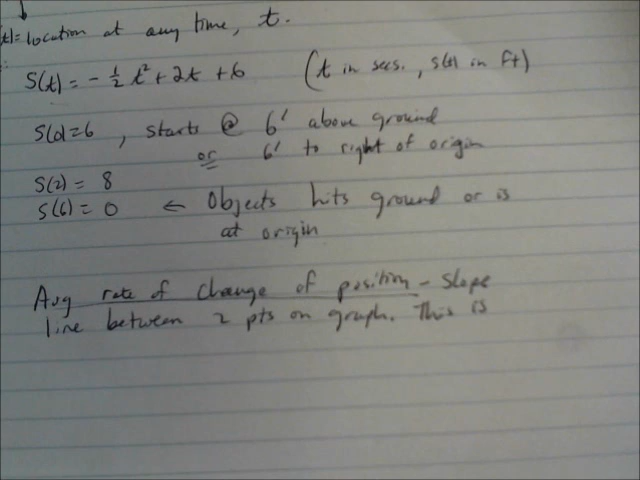 (t)= location at any time, t.
S(t) = - 1/2 t² + 2t + 6 (t in secs., s(t) in ft)
S(0)=6 , starts @ 6' above ground
or 6' to right of origin
S(2) = 8
S(6) = 0 ← Objects hits ground or is
at origin
Avg rate of change of position - slope
line between 2 pts on graph. This is